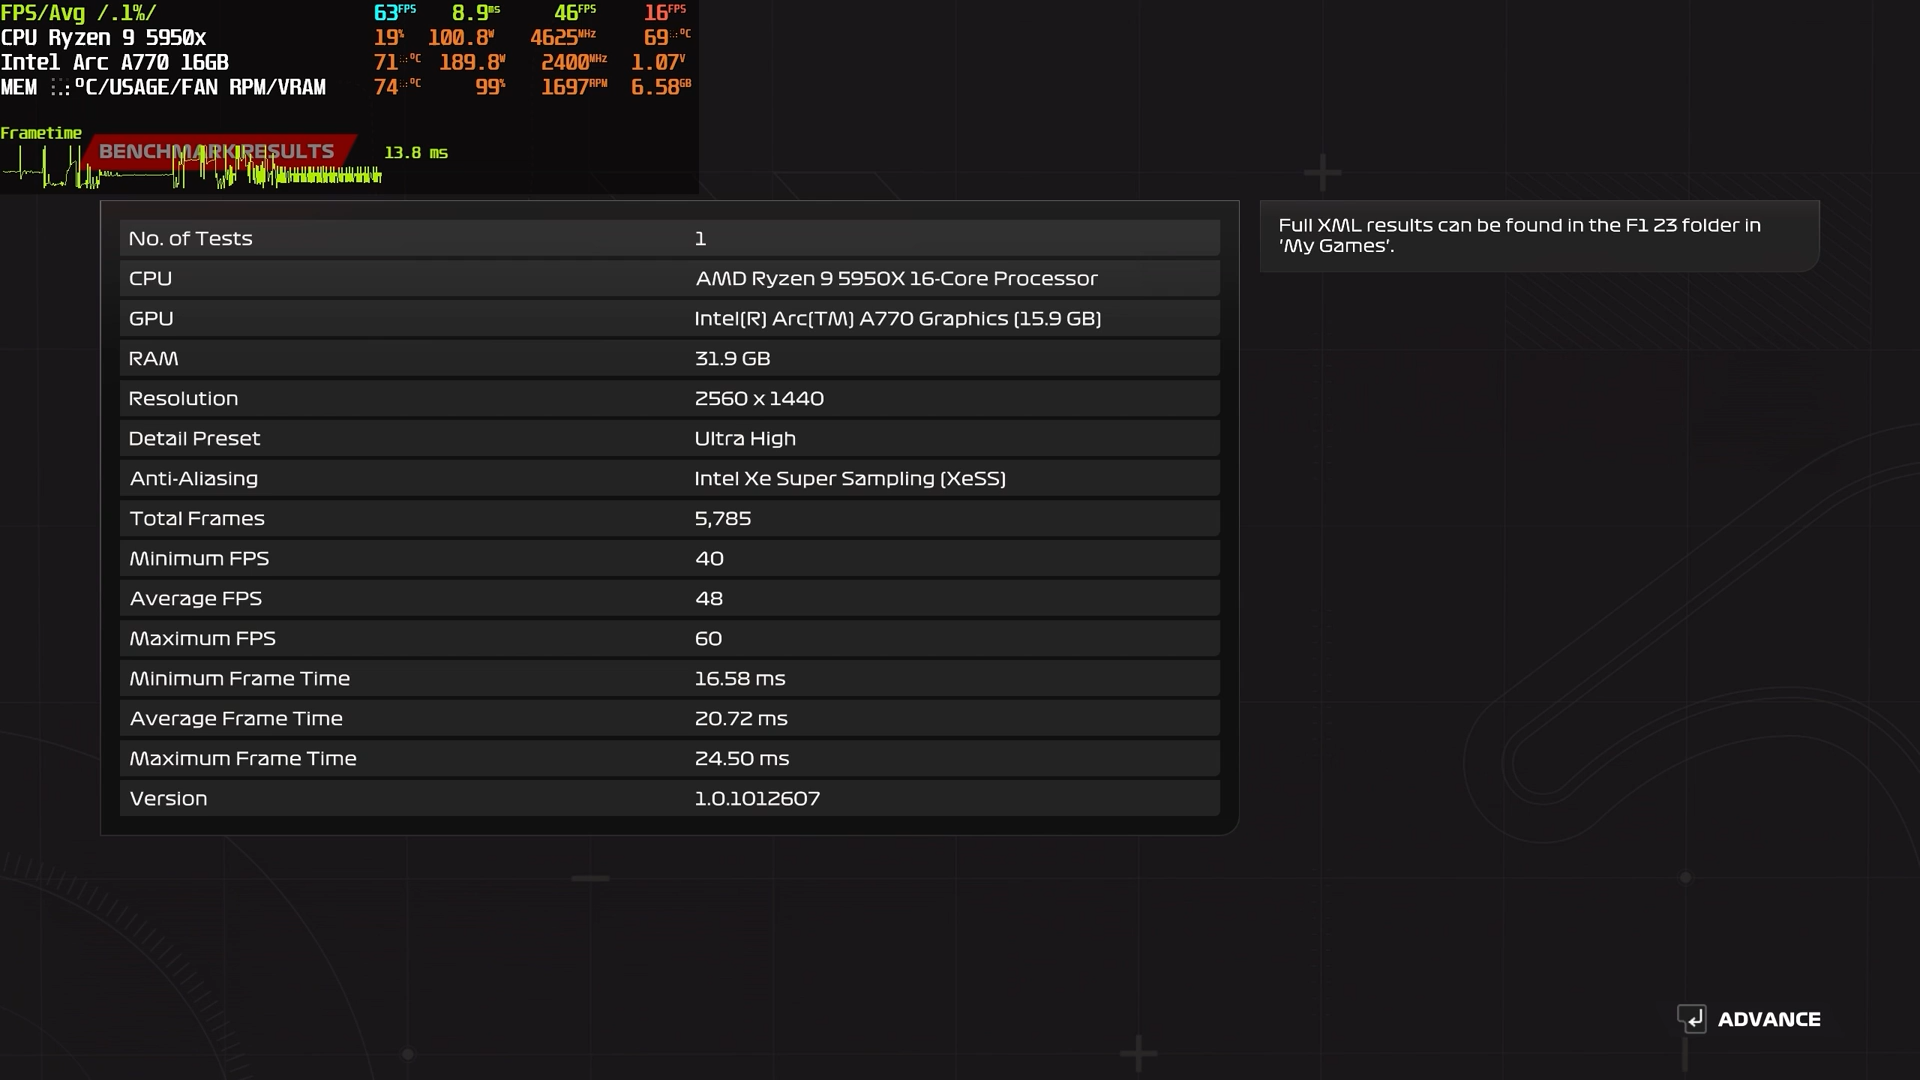 FPS/Avg /.1%/ 63FPS 8.9ms 46FPS 16FPS
CPU Ryzen 9 5950x 19% 100.8W 4625MHz 69°C
Intel Arc A770 16GB 71°C 189.8W 2400MHz 1.07V
MEM °C/USAGE/FAN RPM/VRAM 74°C 99% 1697RPM 6.58GB
Frametime
BENCHMARK RESULTS 13.8 ms
No. of Tests 1
CPU AMD Ryzen 9 5950X 16-Core Processor
GPU Intel(R) Arc(TM) A770 Graphics (15.9 GB)
RAM 31.9 GB
Resolution 2560 x 1440
Detail Preset Ultra High
Anti-Aliasing Intel Xe Super Sampling (XeSS)
Total Frames 5,785
Minimum FPS 40
Average FPS 48
Maximum FPS 60
Minimum Frame Time 16.58 ms
Average Frame Time 20.72 ms
Maximum Frame Time 24.50 ms
Version 1.0.1012607
Full XML results can be found in the F1 23 folder in
'My Games'.
ADVANCE